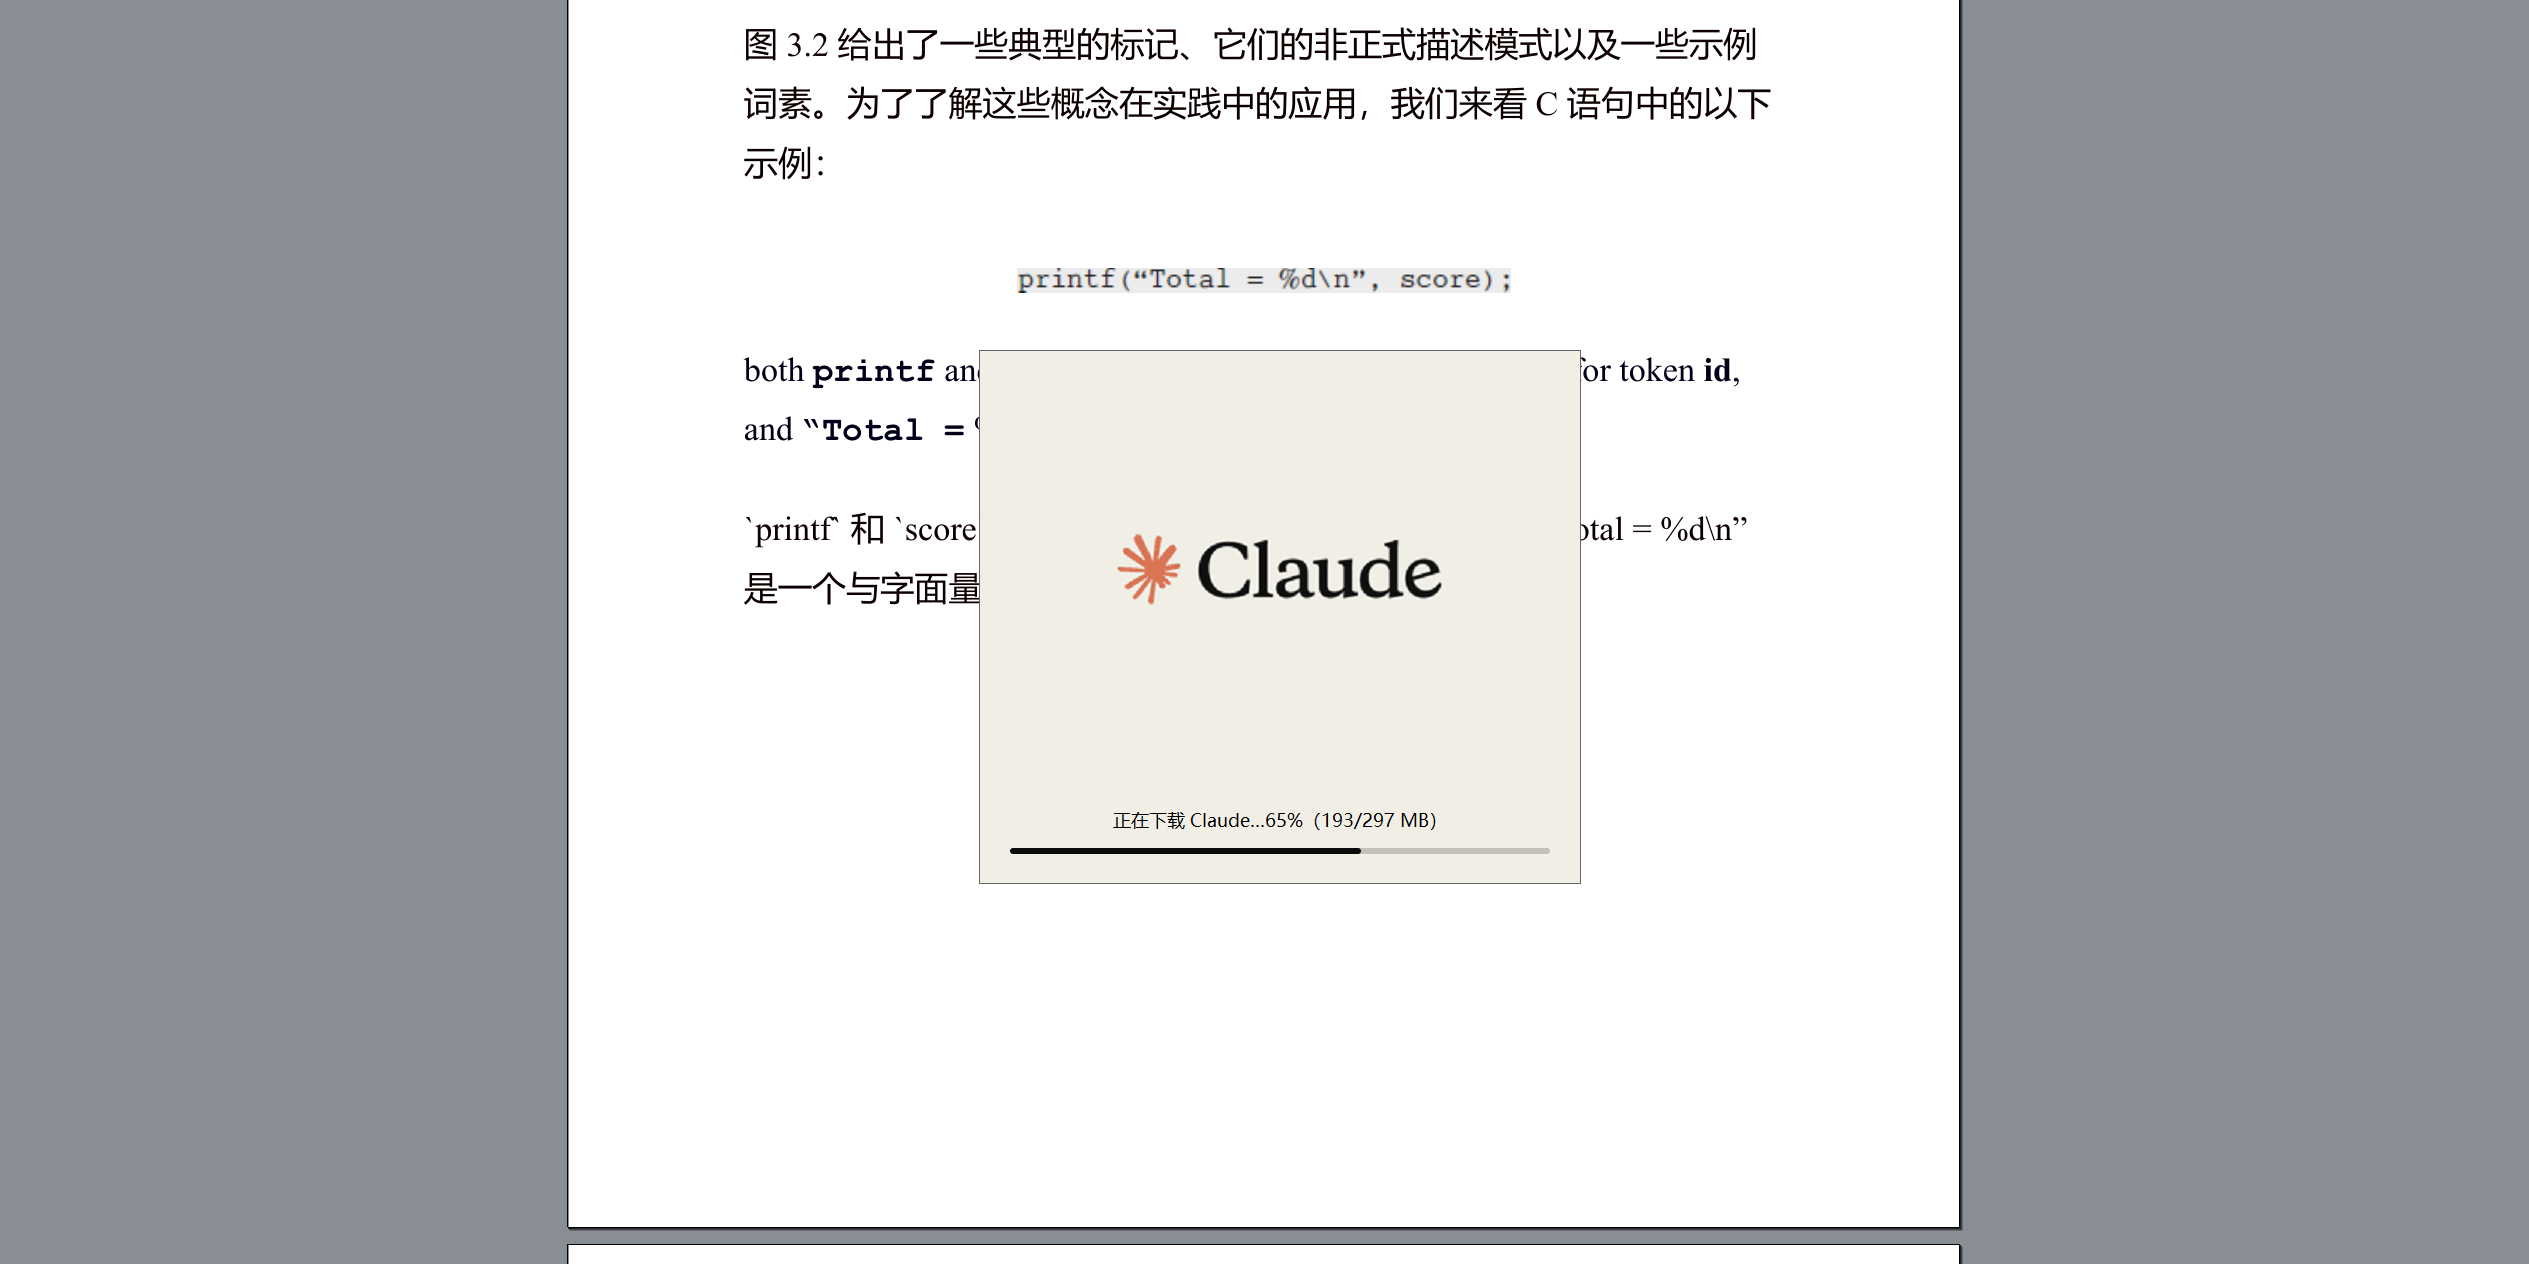 图 3.2 给出了一些典型的标记、它们的非正式描述模式以及一些示例
词素。为了了解这些概念在实践中的应用，我们来看 C 语句中的以下
示例：
printf(“Total = %d\n”, score);
both printf and for token id,
and “Total =
`printf` 和 `score otal = %d\n”
是一个与字面量
Claude
正在下载 Claude...65%（193/297 MB）